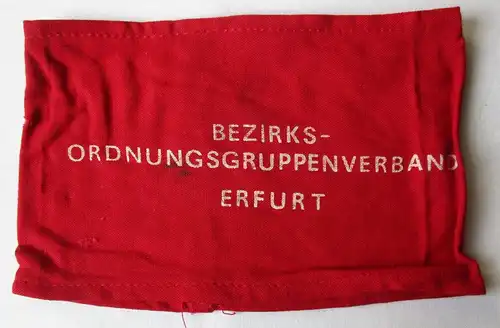 BEZIRKS-
ORDNUNGSGRUPPENVERBAND
ERFURT